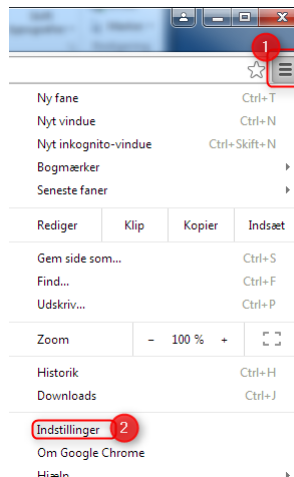 1
Ny fane Ctrl+T
Nyt vindue Ctrl+N
Nyt inkognito-vindue Ctrl+Skift+N
Bogmærker
Seneste faner
Rediger Klip Kopier Indsæt
Gem side som... Ctrl+S
Find... Ctrl+F
Udskriv... Ctrl+P
Zoom - 100 % +
Historik Ctrl+H
Downloads Ctrl+J
Indstillinger 2
Om Google Chrome
Hjælp